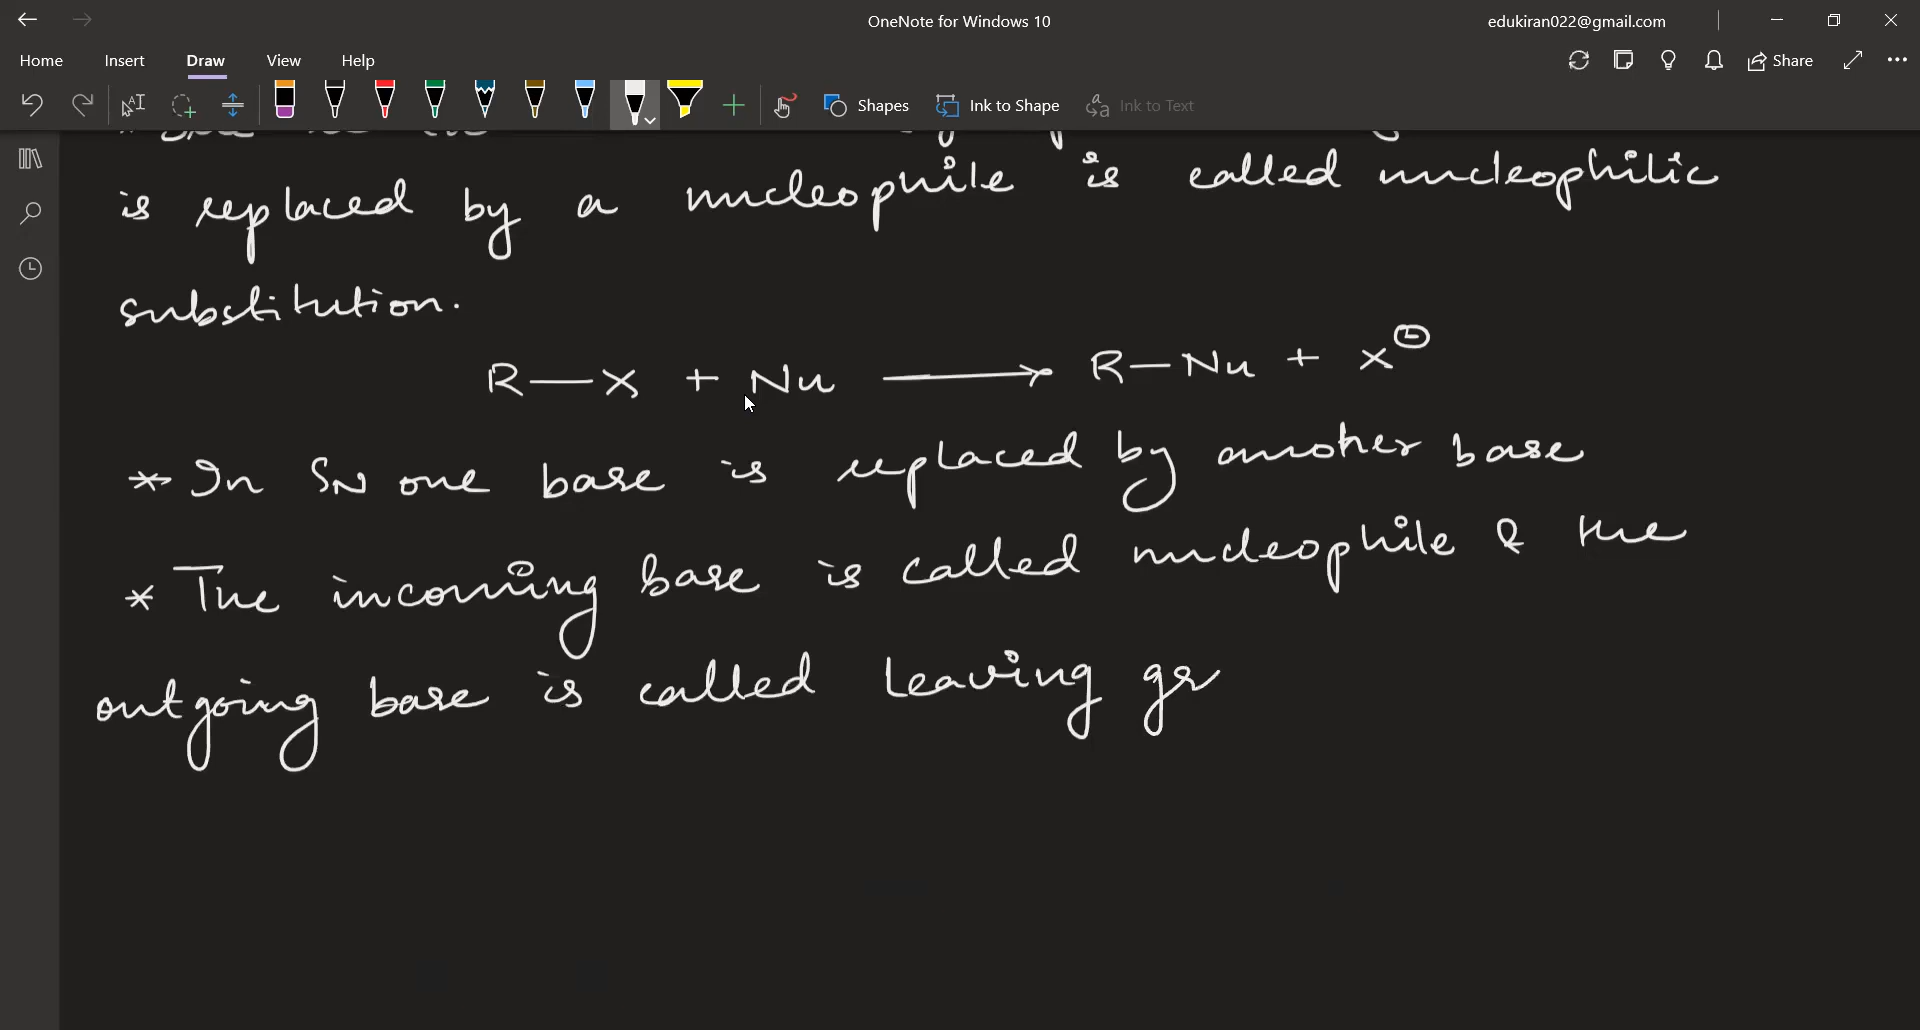 OneNote for Windows 10
edukiran022@gmail.com
Home Insert Draw View Help
Share
Shapes Ink to Shape Ink to Text
is replaced by a nucleophile is called nucleophilic
substitution.
R—X + Nu ⟶ R—Nu + X⊖
* In SN one base is replaced by another base
* The incoming base is called nucleophile & the
outgoing base is called leaving gr